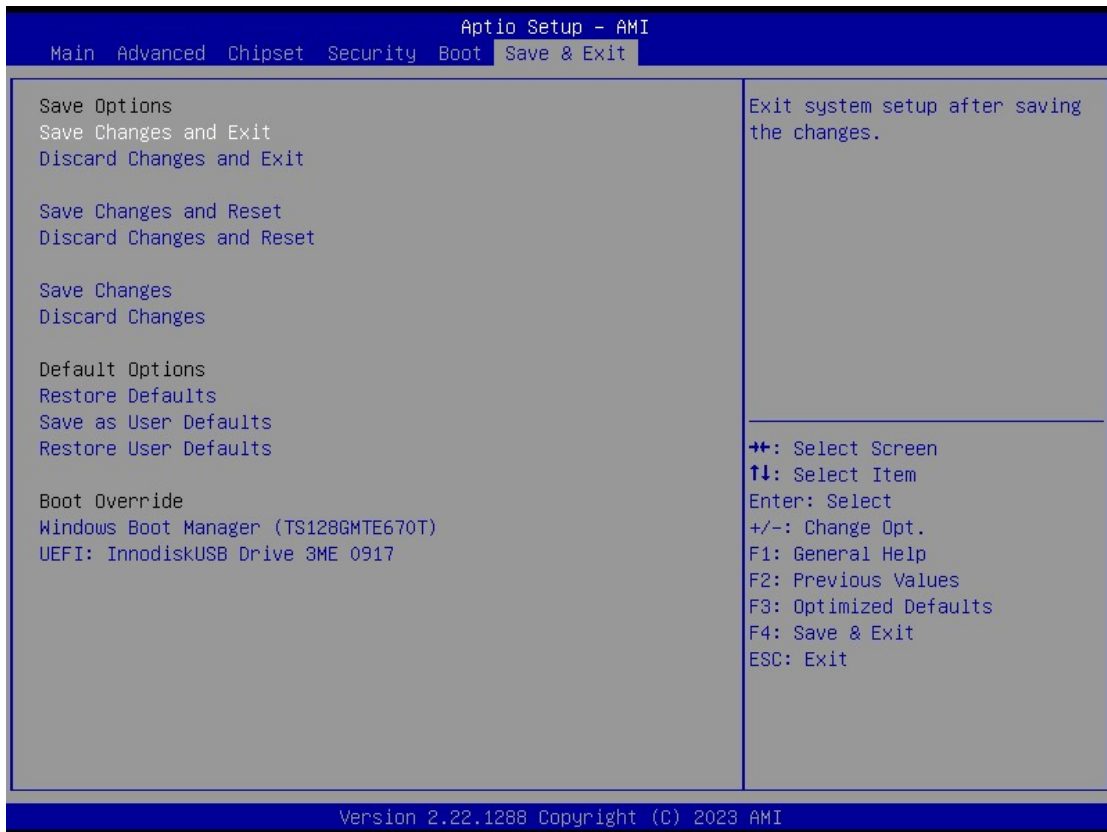 Aptio Setup – AMI
Main Advanced Chipset Security Boot Save & Exit
Save Options
Save Changes and Exit
Discard Changes and Exit
Save Changes and Reset
Discard Changes and Reset
Save Changes
Discard Changes
Default Options
Restore Defaults
Save as User Defaults
Restore User Defaults
Boot Override
Windows Boot Manager (TS128GMTE670T)
UEFI: InnodiskUSB Drive 3ME 0917
Exit system setup after saving
the changes.
→←: Select Screen
↑↓: Select Item
Enter: Select
+/-: Change Opt.
F1: General Help
F2: Previous Values
F3: Optimized Defaults
F4: Save & Exit
ESC: Exit
Version 2.22.1288 Copyright (C) 2023 AMI